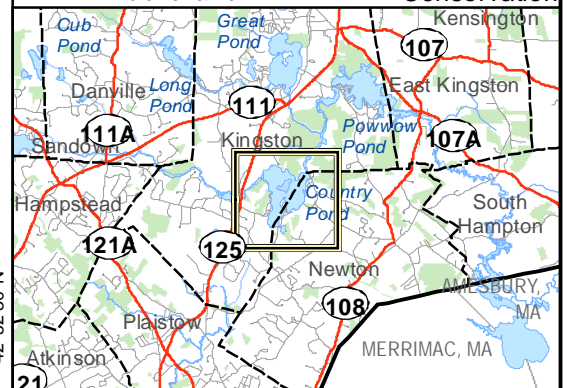 Conservation
Kensington
Cub
Pond
Great
Pond
107
Danville
Long
Pond
East Kingston
111
111A
Kingston
Powwow
Pond
107A
Sandown
Hampstead
Country
Pond
South
Hampton
121A
125
Newton
108
AMESBURY,
MA
Plaistow
MERRIMAC, MA
Atkinson
21